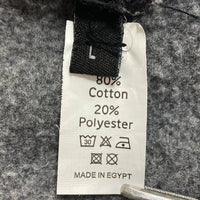 L
80%
Cotton
20%
Polyester
30
MADE IN EGYPT